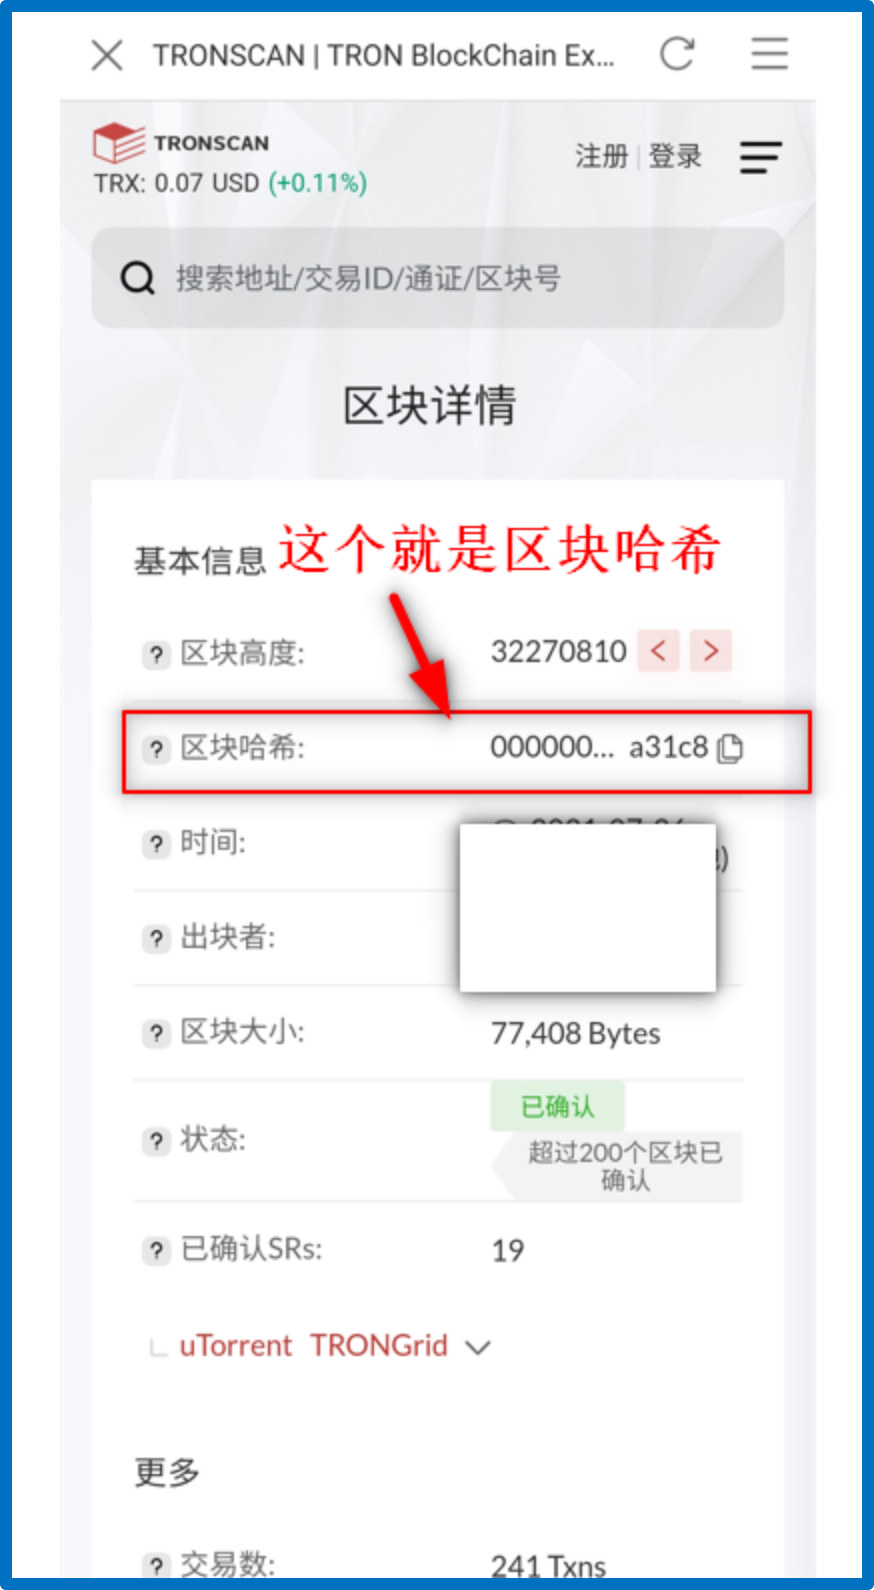 TRONSCAN | TRON BlockChain Ex...
TRONSCAN
注册 | 登录
TRX: 0.07 USD (+0.11%)
搜索地址/交易ID/通证/区块号
区块详情
基本信息 这个就是区块哈希
? 区块高度: 32270810 < >
? 区块哈希: 000000... a31c8
? 时间:
? 出块者:
? 区块大小: 77,408 Bytes
已确认
? 状态:
超过200个区块已
确认
? 已确认SRs: 19
uTorrent TRONGrid
更多
? 交易数: 241 Txns